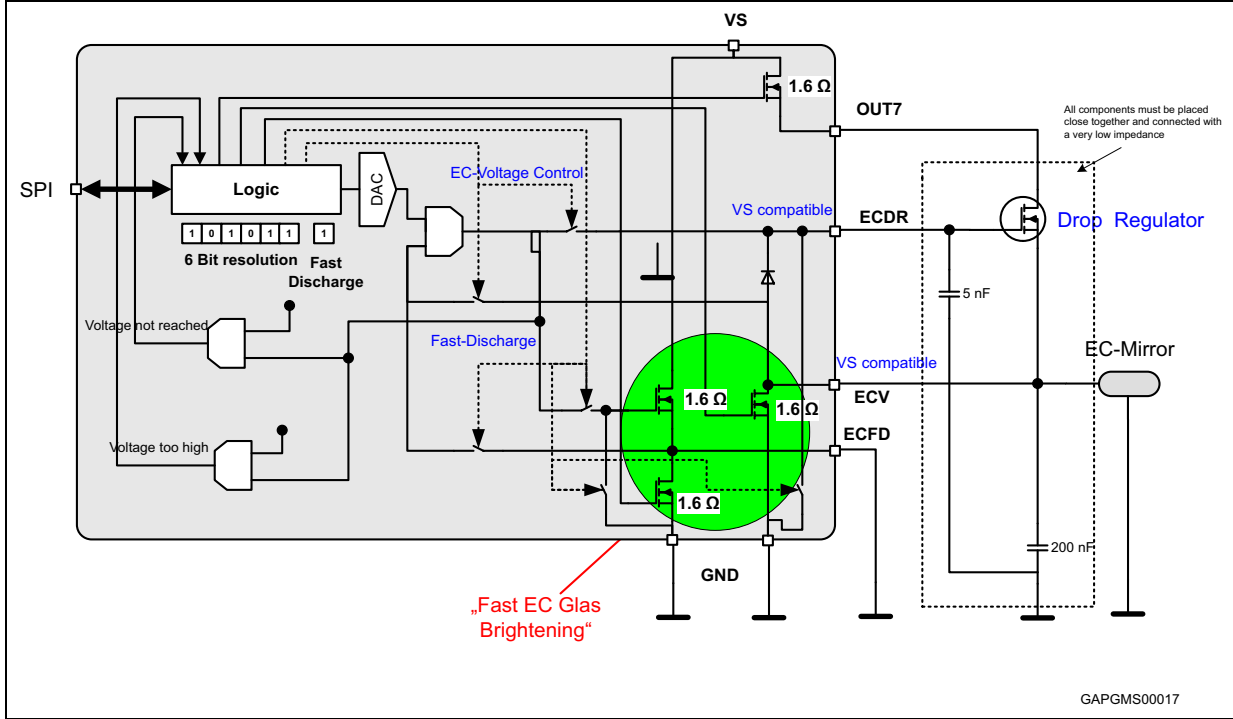 VS
1.6 Ω
OUT7
All components must be placed
close together and connected with
a very low impedance
SPI
Logic
DAC
EC-Voltage Control
VS compatible
ECDR
Drop Regulator
1 0 1 0 1 1 1
6 Bit resolution
Fast
Discharge
5 nF
Voltage not reached
Fast-Discharge
VS compatible
EC-Mirror
1.6 Ω
1.6 Ω
ECV
ECFD
Voltage too high
1.6 Ω
200 nF
GND
„Fast EC Glas
Brightening“
GAPGMS00017